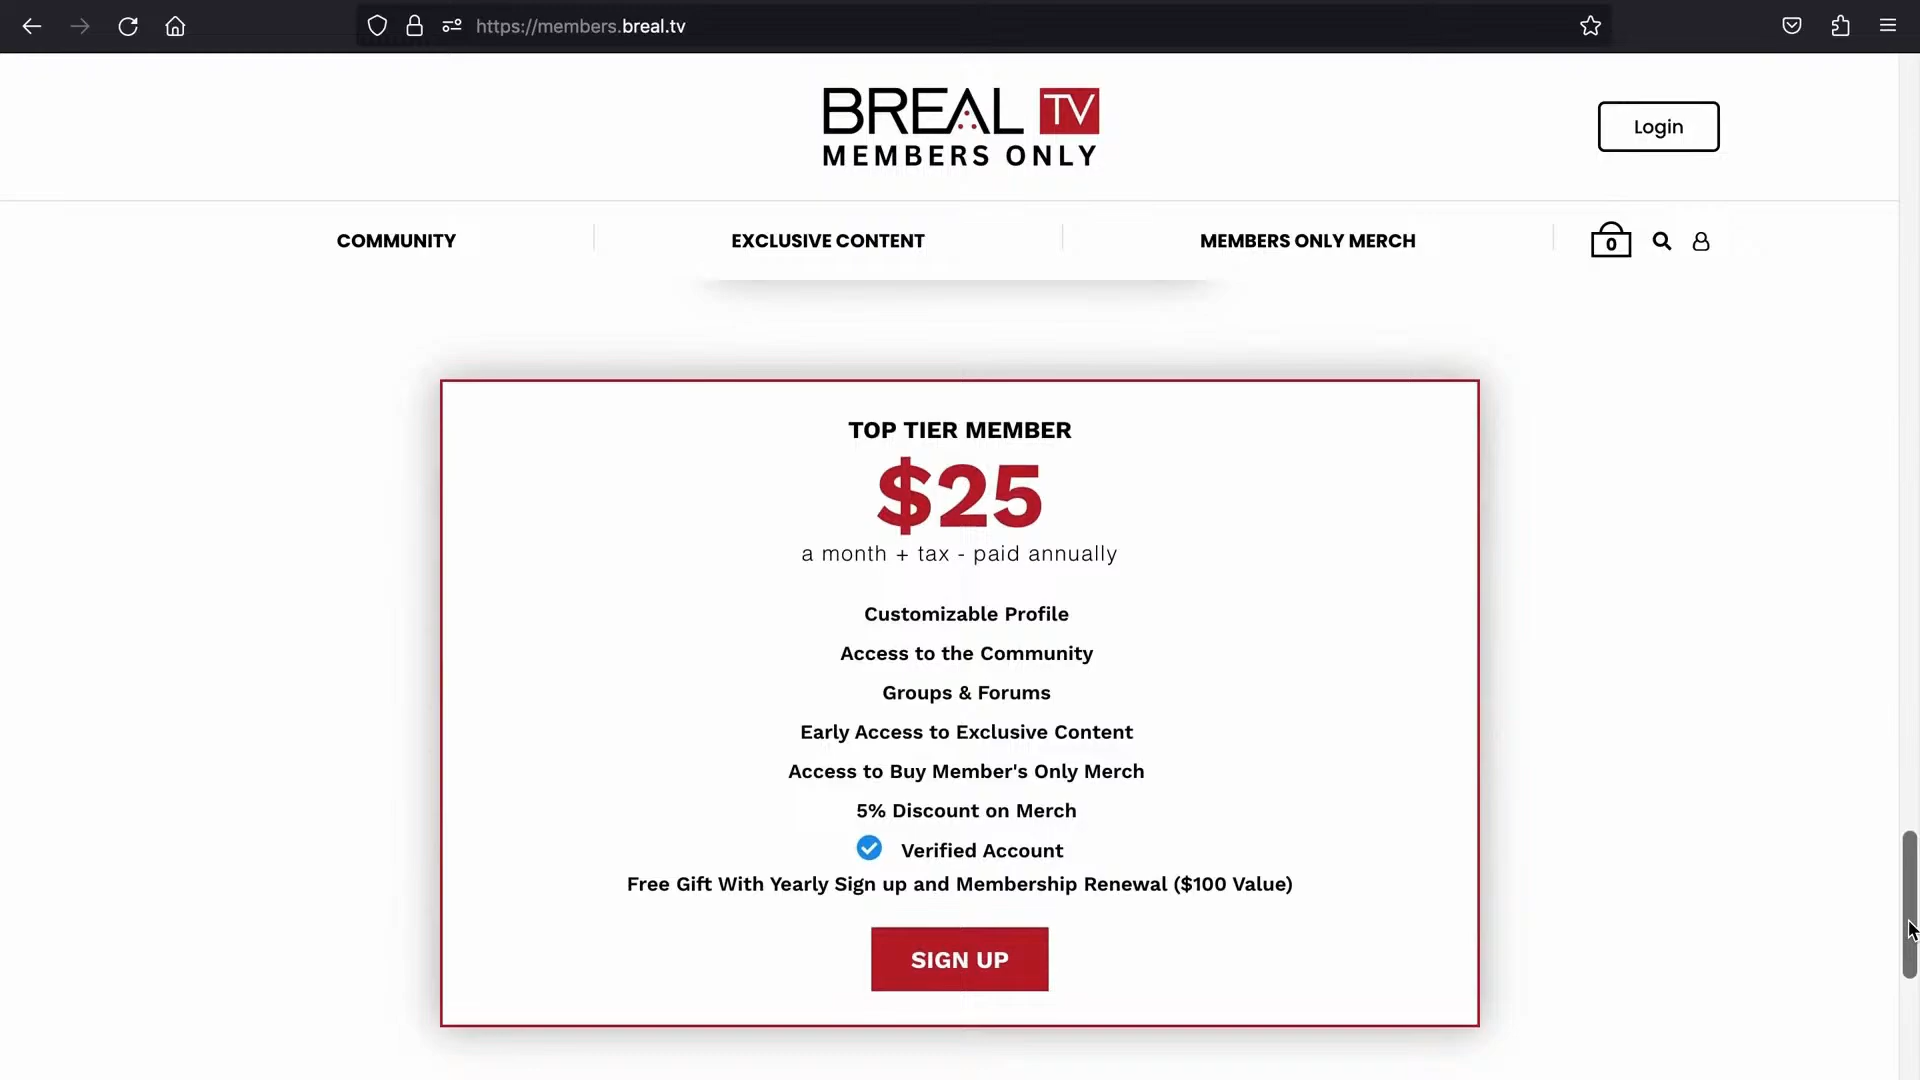 https://members.breal.tv
BREAL TV
MEMBERS ONLY
Login
COMMUNITY
EXCLUSIVE CONTENT
MEMBERS ONLY MERCH
0
TOP TIER MEMBER
$25
a month + tax - paid annually
Customizable Profile
Access to the Community
Groups & Forums
Early Access to Exclusive Content
Access to Buy Member's Only Merch
5% Discount on Merch
Verified Account
Free Gift With Yearly Sign up and Membership Renewal ($100 Value)
SIGN UP